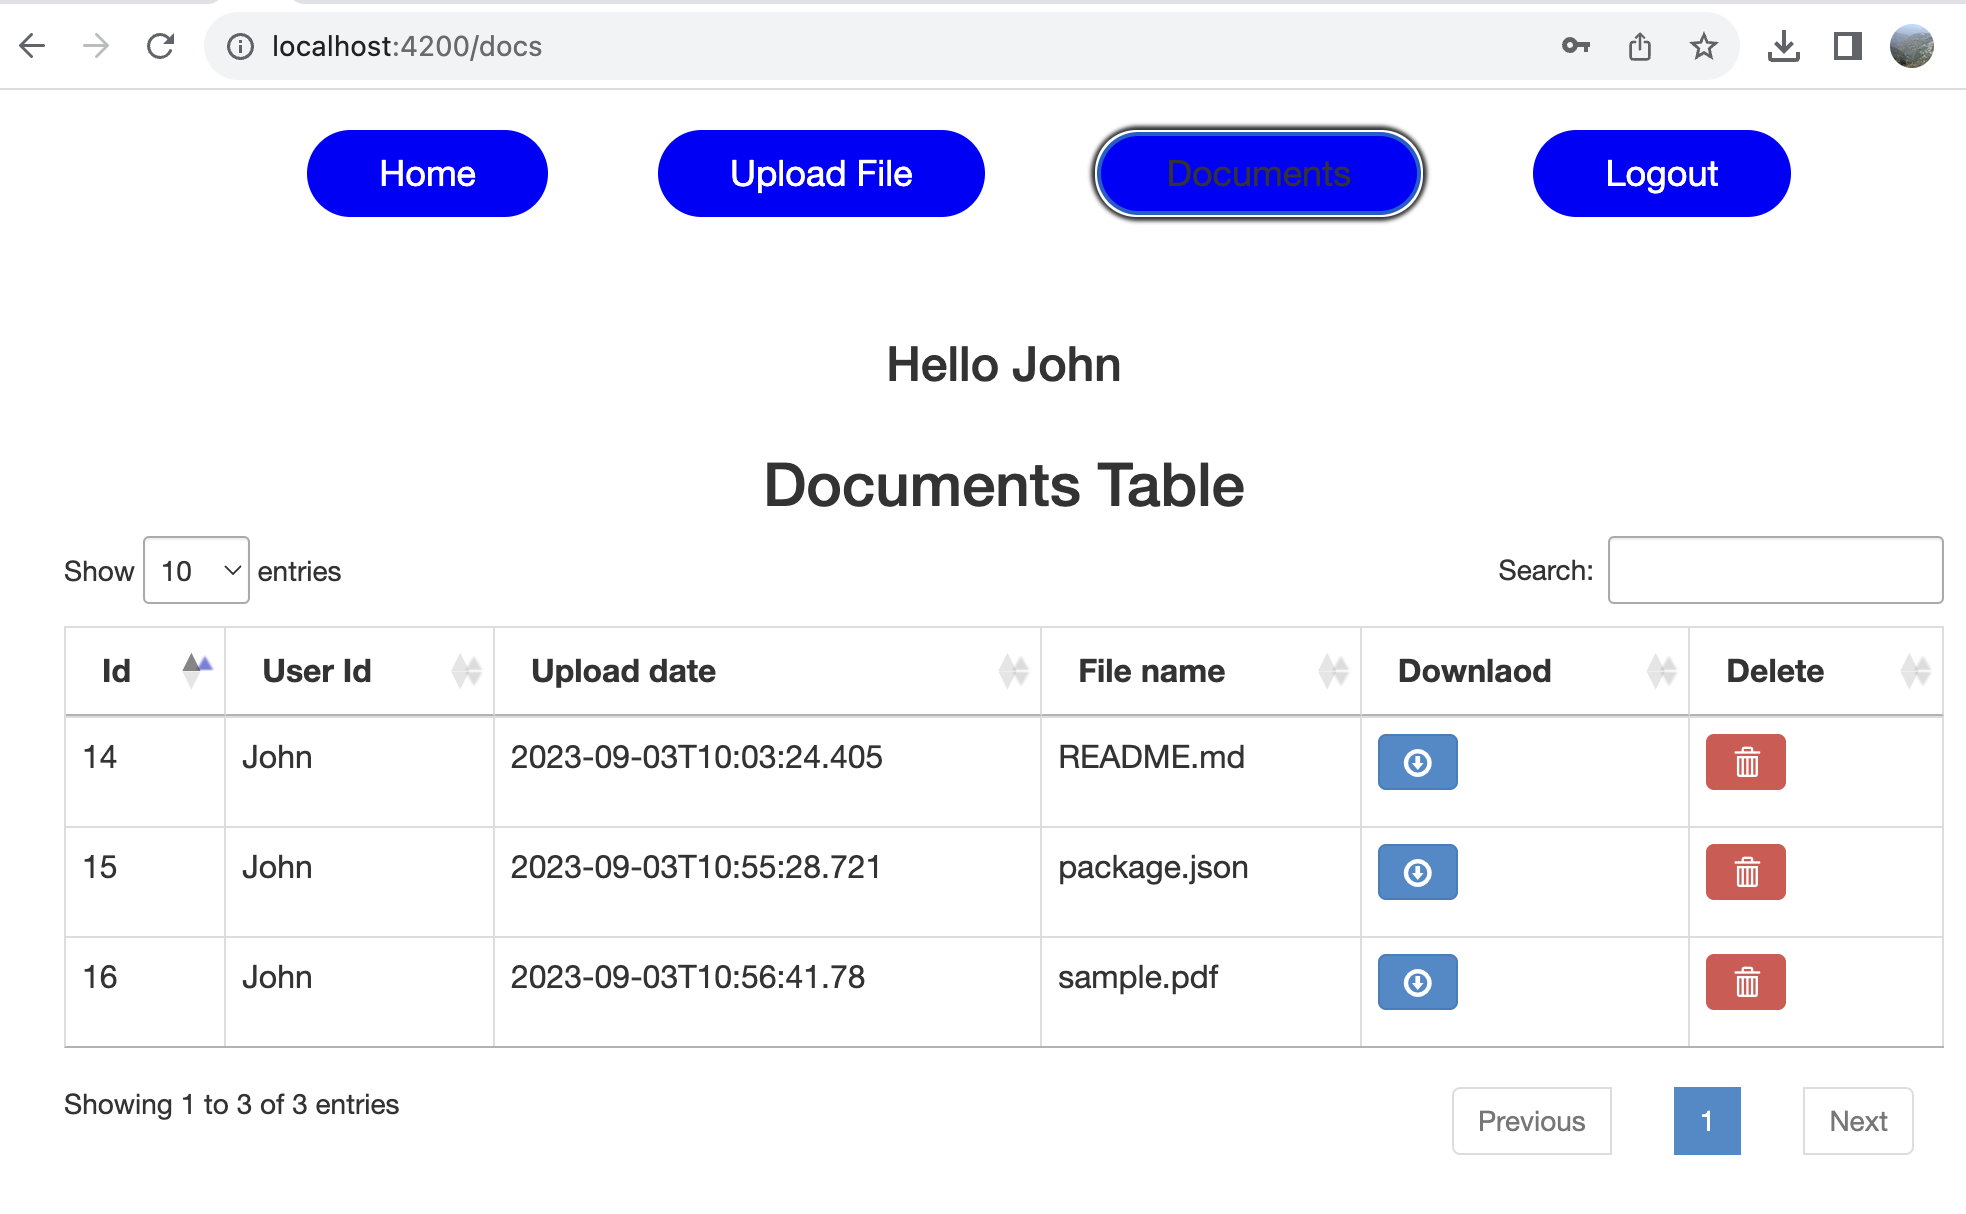 localhost:4200/docs
Home Upload File Documents Logout
Hello John
Documents Table
Show 10 entries Search:
Id User Id Upload date File name Downlaod Delete
14 John 2023-09-03T10:03:24.405 README.md
15 John 2023-09-03T10:55:28.721 package.json
16 John 2023-09-03T10:56:41.78 sample.pdf
Showing 1 to 3 of 3 entries
Previous 1 Next